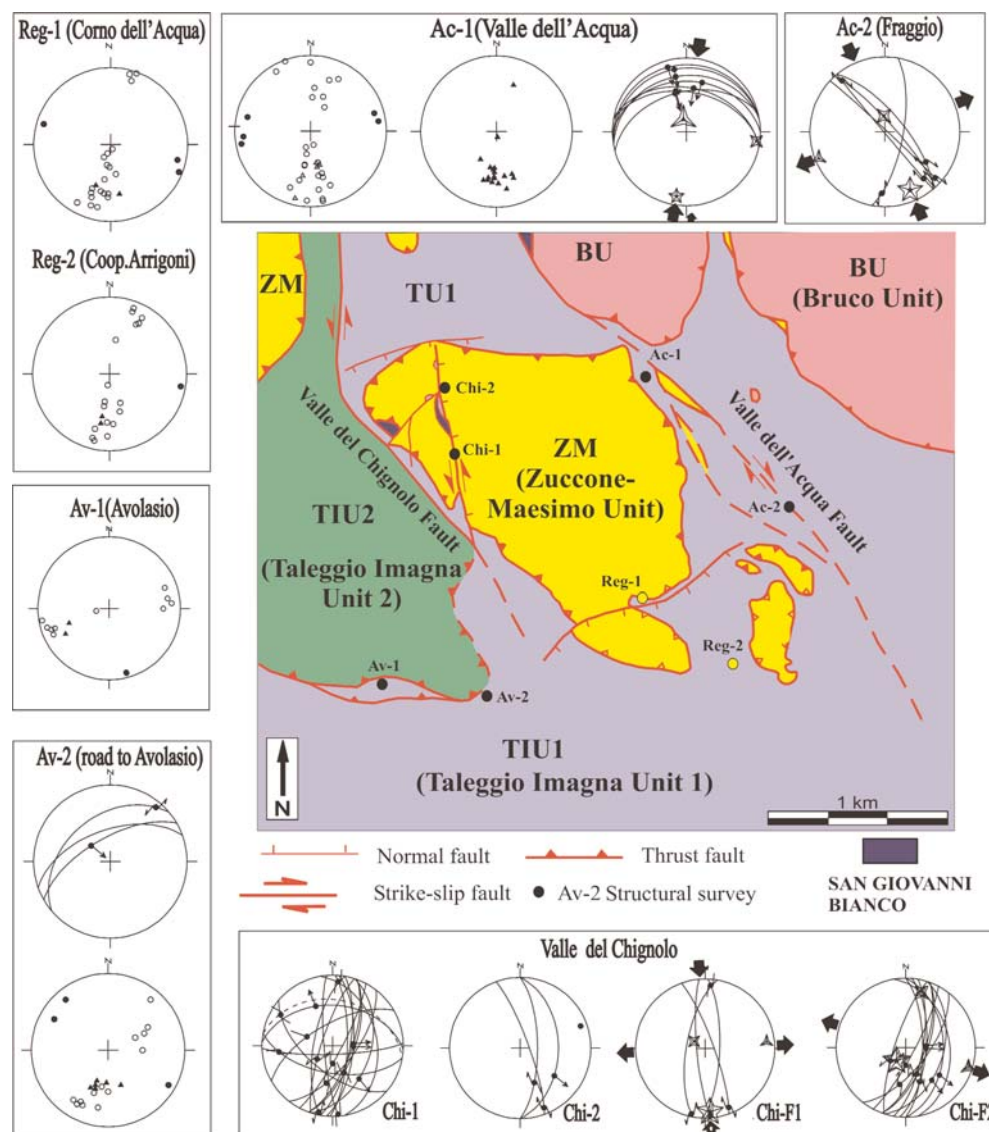 Reg-1 (Corno dell'Acqua)
N
Ac-1(Valle dell'Acqua)
N
N
N
Ac-2 (Fraggio)
N
Reg-2 (Coop.Arrigoni)
N
Av-1(Avolasio)
N
Av-2 (road to Avolasio)
N
N
ZM
TU1
BU
BU
(Bruco Unit)
Ac-1
Chi-2
Valle del Chignolo Fault
Chi-1
ZM
(Zuccone-
Maesimo Unit)
Valle dell'Acqua Fault
Ac-2
TIU2
(Taleggio Imagna
Unit 2)
Reg-1
Reg-2
Av-1
Av-2
TIU1
(Taleggio Imagna Unit 1)
N
1 km
Normal fault
Thrust fault
Strike-slip fault
Av-2 Structural survey
SAN GIOVANNI
BIANCO
Valle del Chignolo
N
N
N
N
Chi-1
Chi-2
Chi-F1
Chi-F2